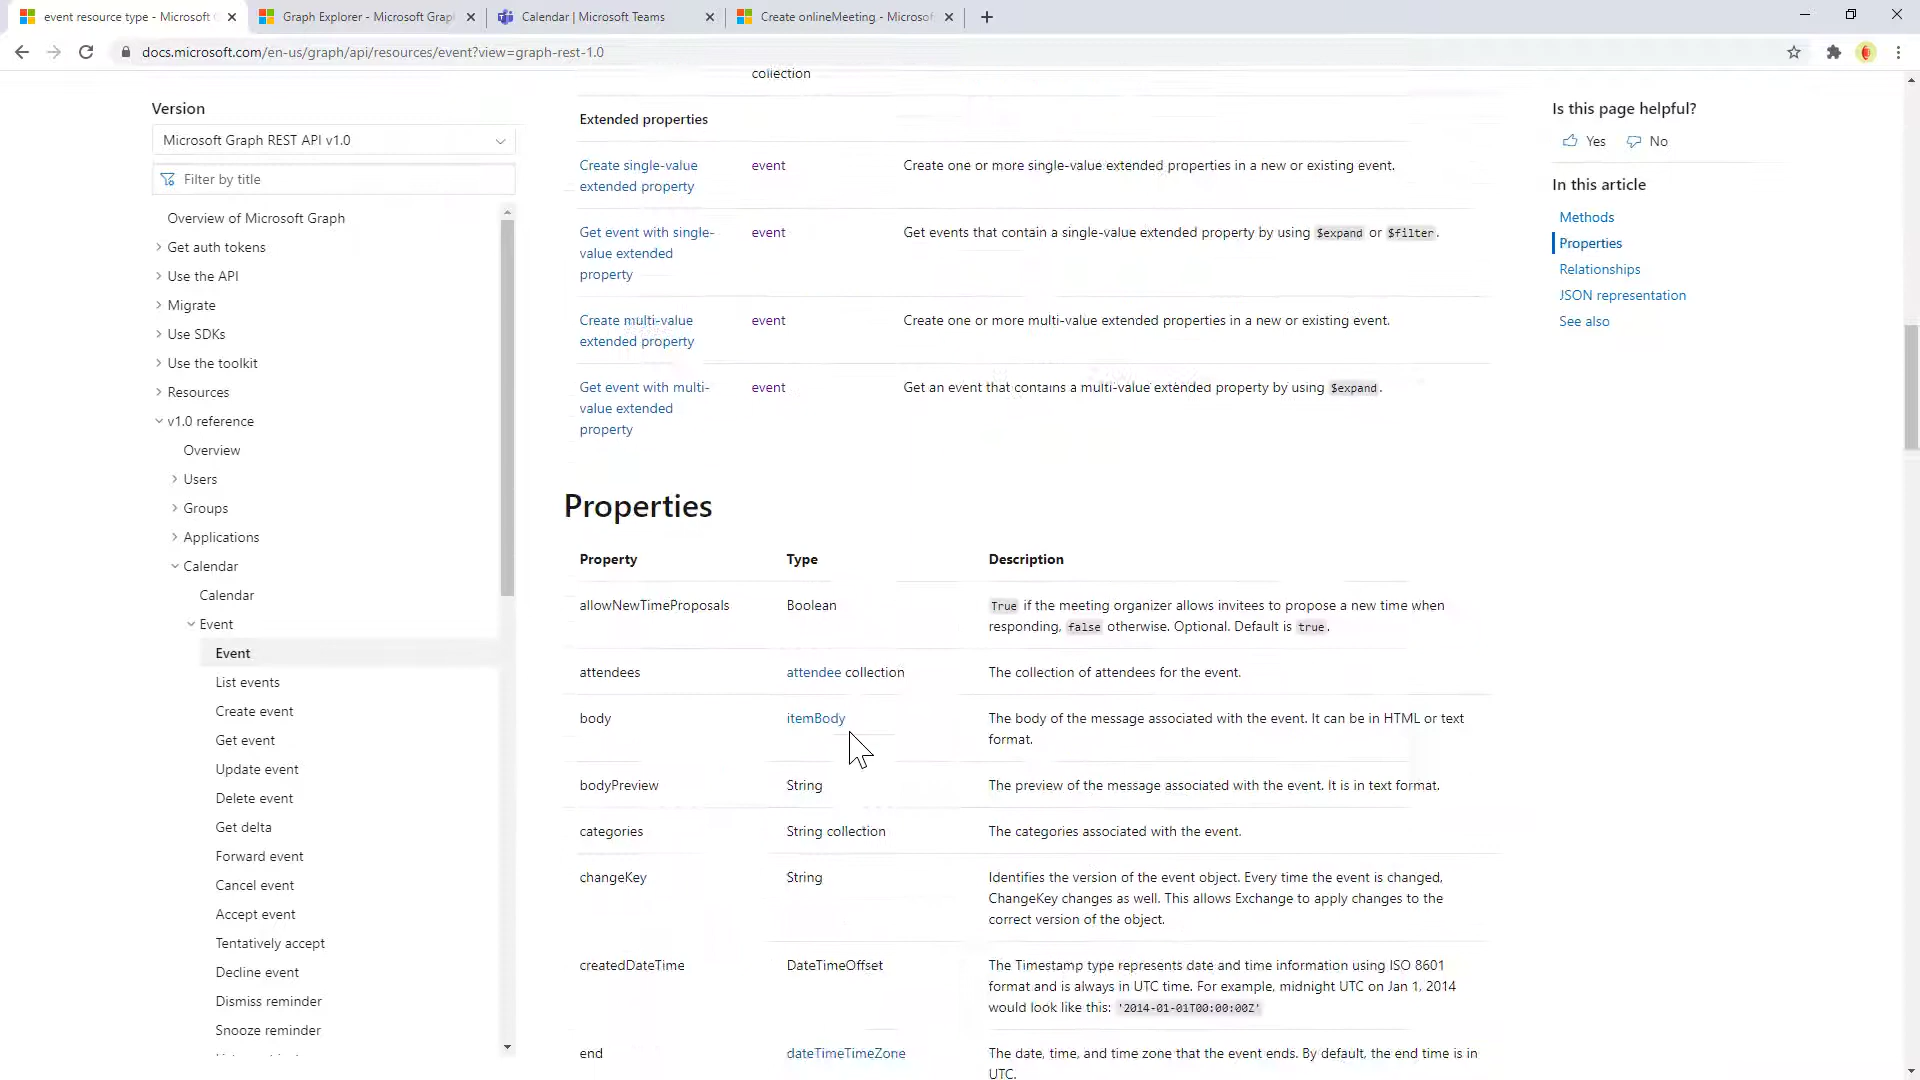 event resource type - Microsoft G
Graph Explorer - Microsoft Grap
Calendar | Microsoft Teams
Create onlineMeeting - Microsof
docs.microsoft.com/en-us/graph/api/resources/event?view=graph-rest-1.0
Version
Microsoft Graph REST API v1.0
Filter by title
Overview of Microsoft Graph
Get auth tokens
Use the API
Migrate
Use SDKs
Use the toolkit
Resources
v1.0 reference
Overview
Users
Groups
Applications
Calendar
Calendar
Event
Event
List events
Create event
Get event
Update event
Delete event
Get delta
Forward event
Cancel event
Accept event
Tentatively accept
Decline event
Dismiss reminder
Snooze reminder
collection
Extended properties
Create single-value
extended property
event
Create one or more single-value extended properties in a new or existing event.
Get event with single-
value extended
property
event
Get events that contain a single-value extended property by using $expand or $filter.
Create multi-value
extended property
event
Create one or more multi-value extended properties in a new or existing event.
Get event with multi-
value extended
property
event
Get an event that contains a multi-value extended property by using $expand.
Properties
Property Type Description
allowNewTimeProposals Boolean True if the meeting organizer allows invitees to propose a new time when
responding, false otherwise. Optional. Default is true.
attendees attendee collection The collection of attendees for the event.
body itemBody The body of the message associated with the event. It can be in HTML or text
format.
bodyPreview String The preview of the message associated with the event. It is in text format.
categories String collection The categories associated with the event.
changeKey String Identifies the version of the event object. Every time the event is changed,
ChangeKey changes as well. This allows Exchange to apply changes to the
correct version of the object.
createdDateTime DateTimeOffset The Timestamp type represents date and time information using ISO 8601
format and is always in UTC time. For example, midnight UTC on Jan 1, 2014
would look like this: '2014-01-01T00:00:00Z'
end dateTimeTimeZone The date, time, and time zone that the event ends. By default, the end time is in
UTC.
Is this page helpful?
Yes No
In this article
Methods
Properties
Relationships
JSON representation
See also